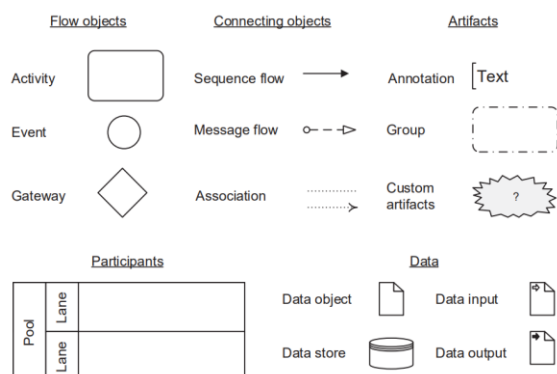 Flow objects
Connecting objects
Artifacts
Activity
Sequence flow
Annotation
Text
Event
Message flow
Group
Gateway
Association
Custom
artifacts
?
Participants
Data
Pool
Lane
Lane
Data object
Data input
Data store
Data output